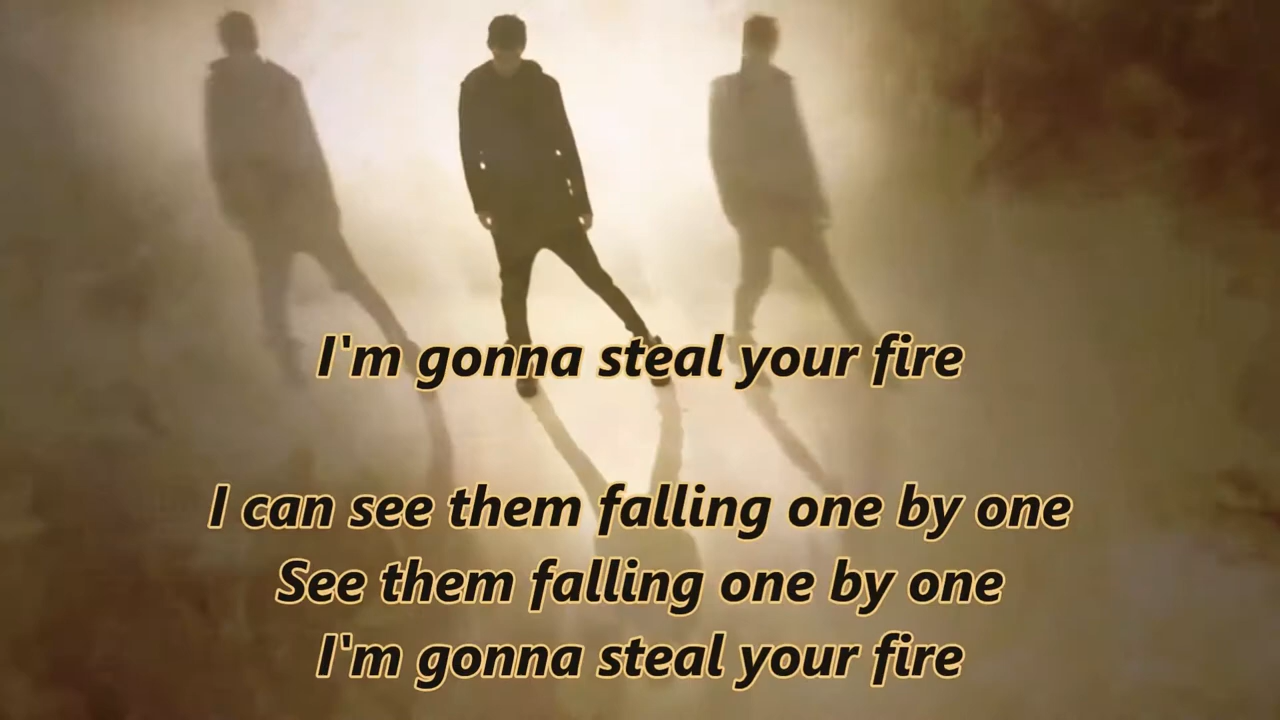 I'm gonna steal your fire
I can see them falling one by one
See them falling one by one
I'm gonna steal your fire